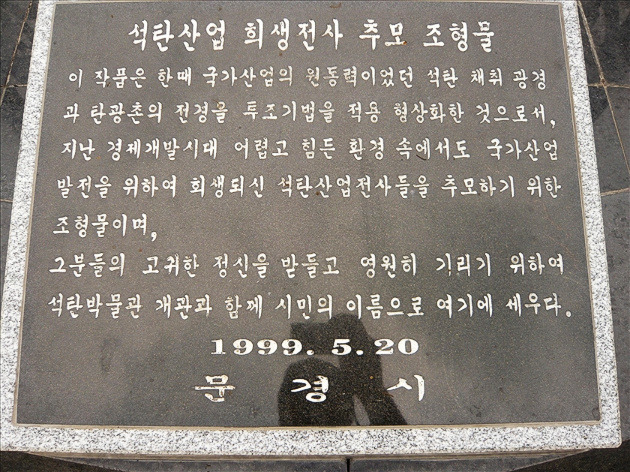 석탄산업 희생전사 추모 조형물
이 작품은 한때 국가산업의 원동력이었던 석탄 채취 광경
과 탄광촌의 전경을 투조기법을 적용 형상화한 것으로서,
지난 경제개발시대 어렵고 힘든 환경 속에서도 국가산업
발전을 위하여 희생되신 석탄산업전사들을 추모하기 위한
조형물이며,
그분들의 고귀한 정신을 받들고 영원히 기리기 위하여
석탄박물관 개관과 함께 시민의 이름으로 여기에 세우다.
1999. 5. 20
문 경 시